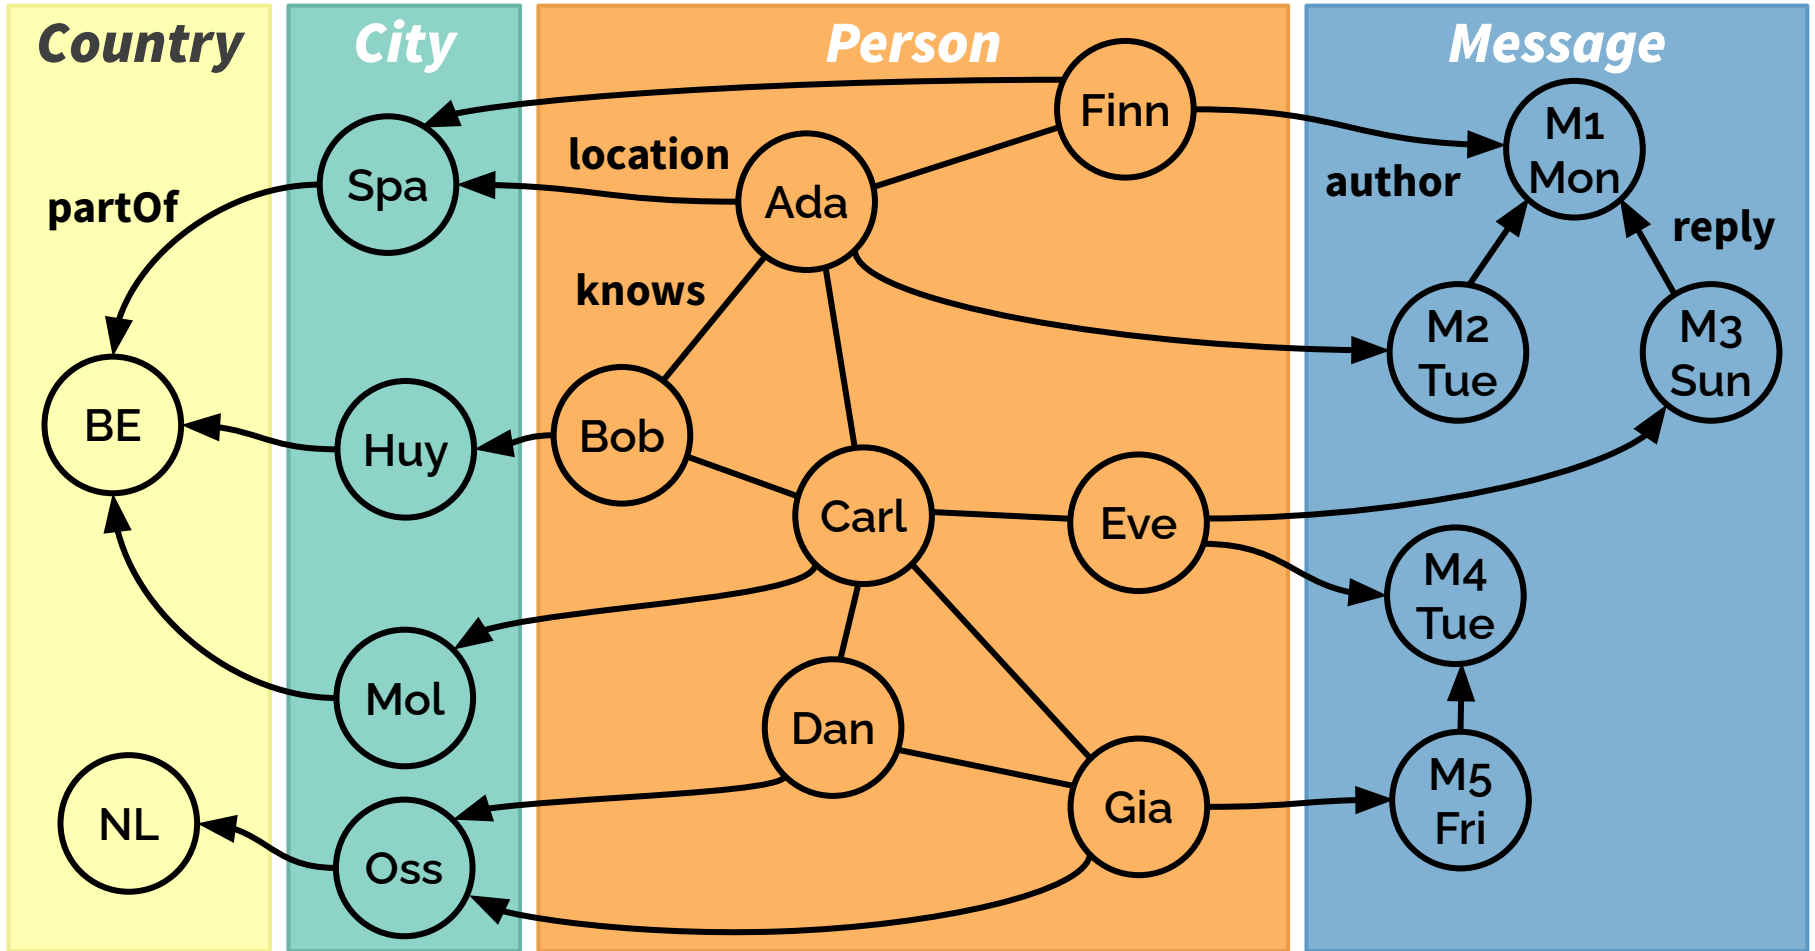 Country
City
Person
Message
Finn
M1
Mon
location
author
Spa
Ada
partOf
reply
knows
M2
Tue
M3
Sun
BE
Huy
Bob
Carl
Eve
M4
Tue
Mol
Dan
M5
Fri
NL
Gia
Oss